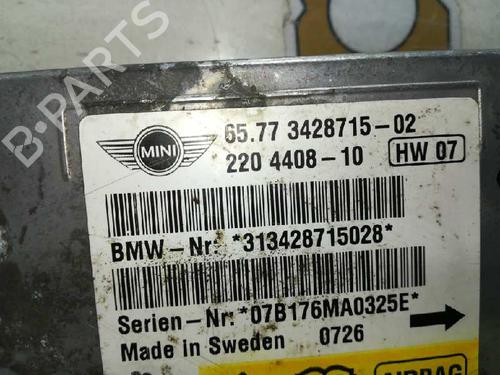 B-PARTS
MINI
65.77 3428715-02
220 4408-10 HW 07
BMW-Nr. *313428715028*
Serien-Nr. *07B176MA0325E*
Made in Sweden 0726
AIRBAG